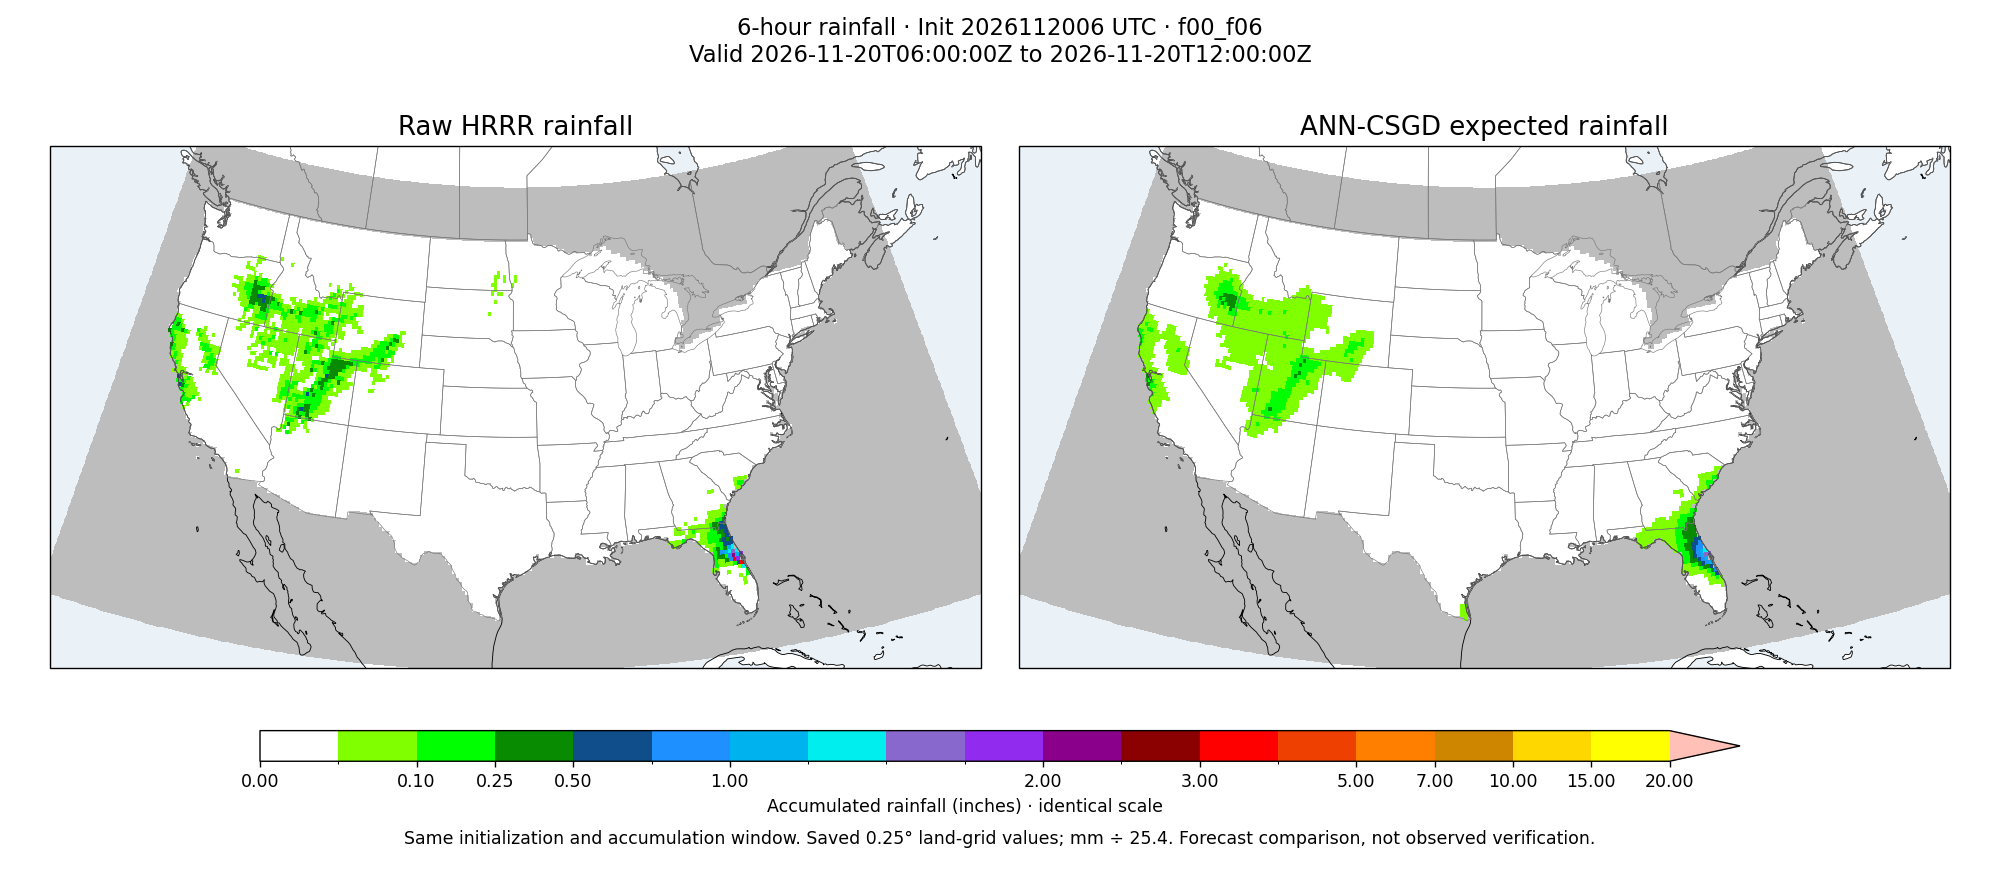 6-hour rainfall · Init 2026112006 UTC · f00_f06
Valid 2026-11-20T06:00:00Z to 2026-11-20T12:00:00Z
Raw HRRR rainfall
ANN-CSGD expected rainfall
0.00 0.10 0.25 0.50 1.00 2.00 3.00 5.00 7.00 10.00 15.00 20.00
Accumulated rainfall (inches) · identical scale
Same initialization and accumulation window. Saved 0.25° land-grid values; mm ÷ 25.4. Forecast comparison, not observed verification.